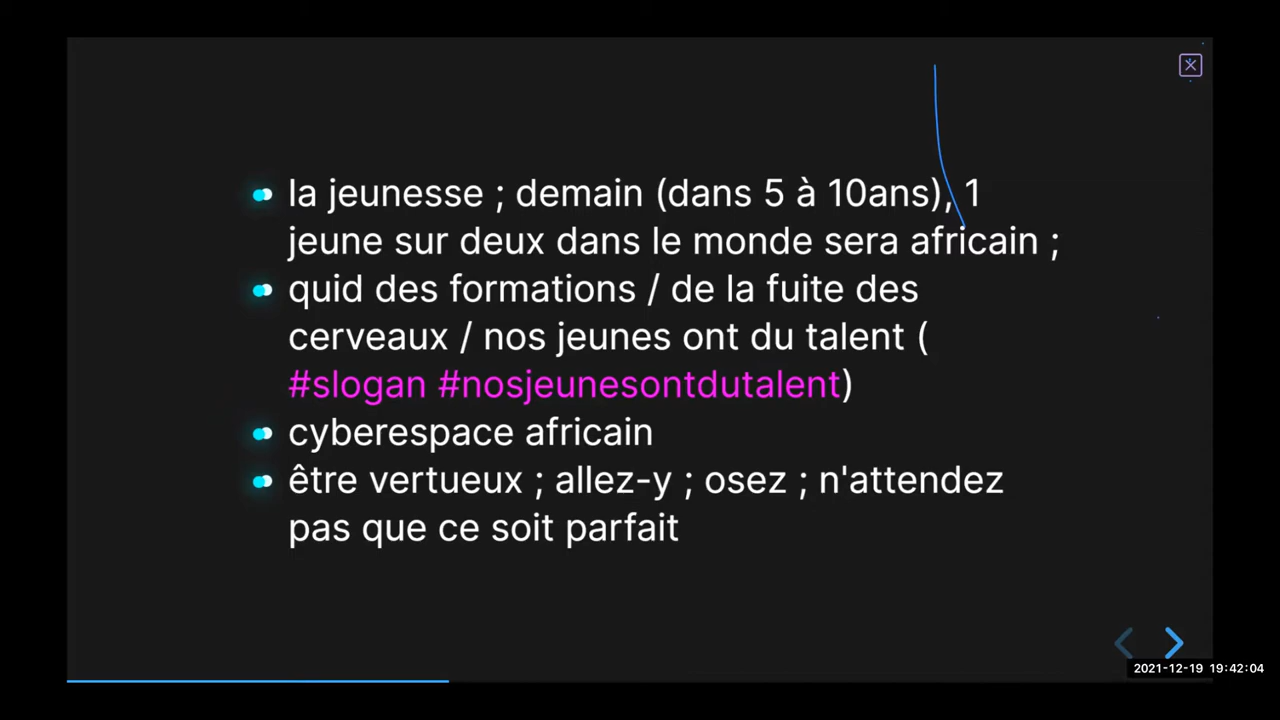 la jeunesse ; demain (dans 5 à 10ans), 1
jeune sur deux dans le monde sera africain ;
quid des formations / de la fuite des
cerveaux / nos jeunes ont du talent (
#slogan #nosjeunesontdutalent)
cyberespace africain
être vertueux ; allez-y ; osez ; n'attendez
pas que ce soit parfait
2021-12-19 19:42:04